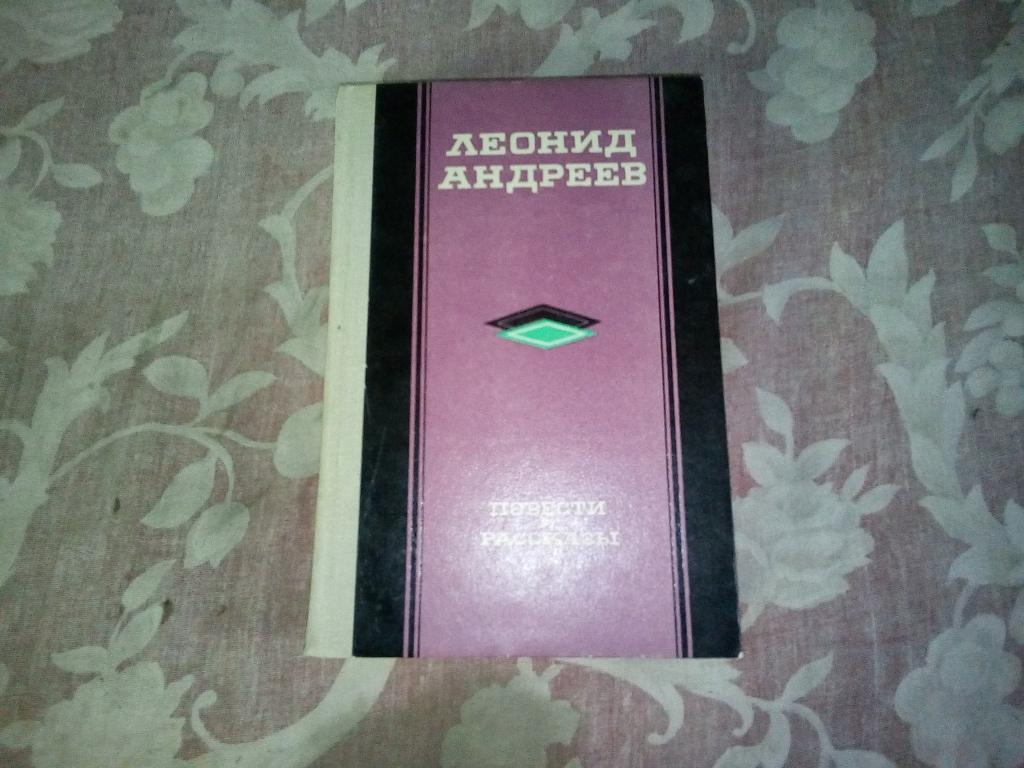 ЛЕОНИД
АНДРЕЕВ
ПОВЕСТИ
И
РАССКАЗЫ